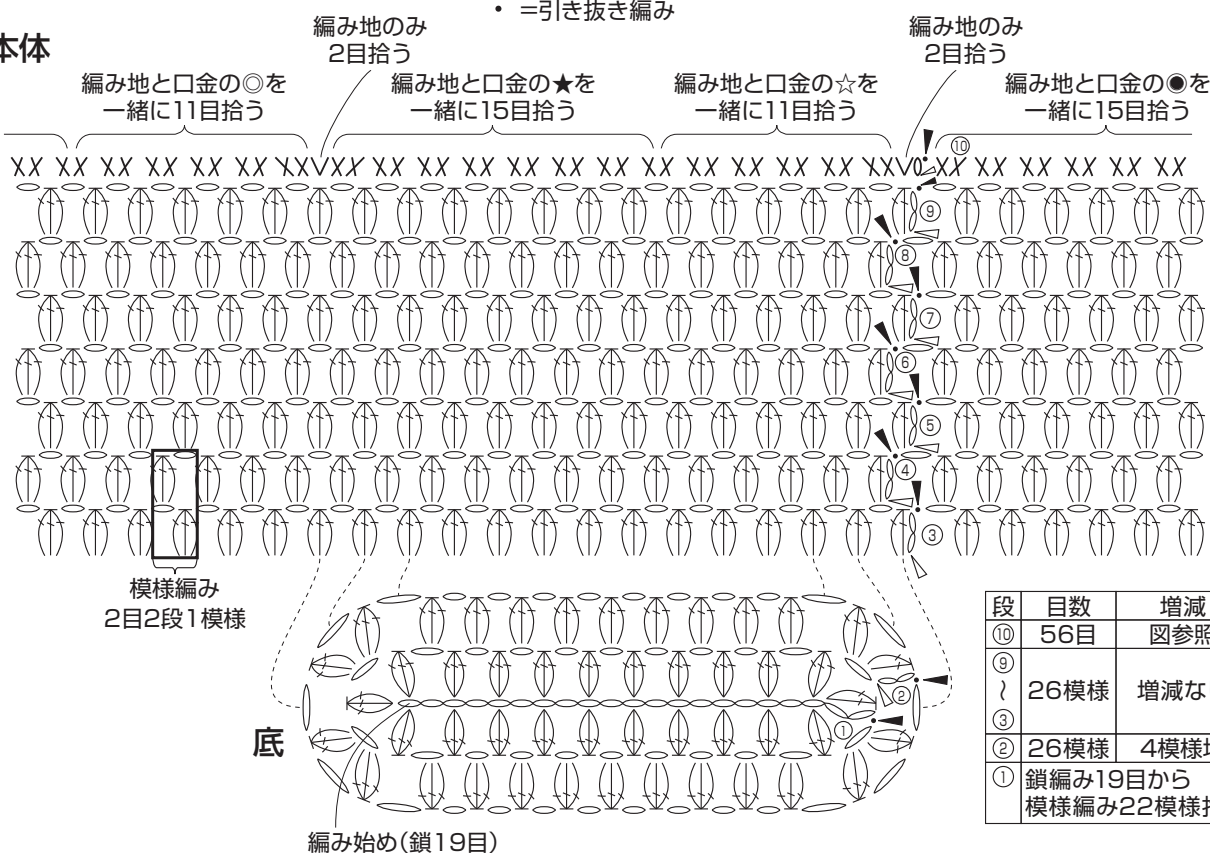 • =引き抜き編み
本体
編み地のみ
2目拾う
編み地のみ
2目拾う
編み地と口金の◎を
一緒に11目拾う
編み地と口金の★を
一緒に15目拾う
編み地と口金の☆を
一緒に11目拾う
編み地と口金の◉を
一緒に15目拾う
⑩
⑨
⑧
⑦
⑥
⑤
④
③
模様編み
2目2段1模様
②
①
底
編み始め(鎖19目)
段 目数 増減
⑩ 56目 図参照
⑨
〜 26模様 増減な
③
② 26模様 4模様増
① 鎖編み19目から
模様編み22模様拾